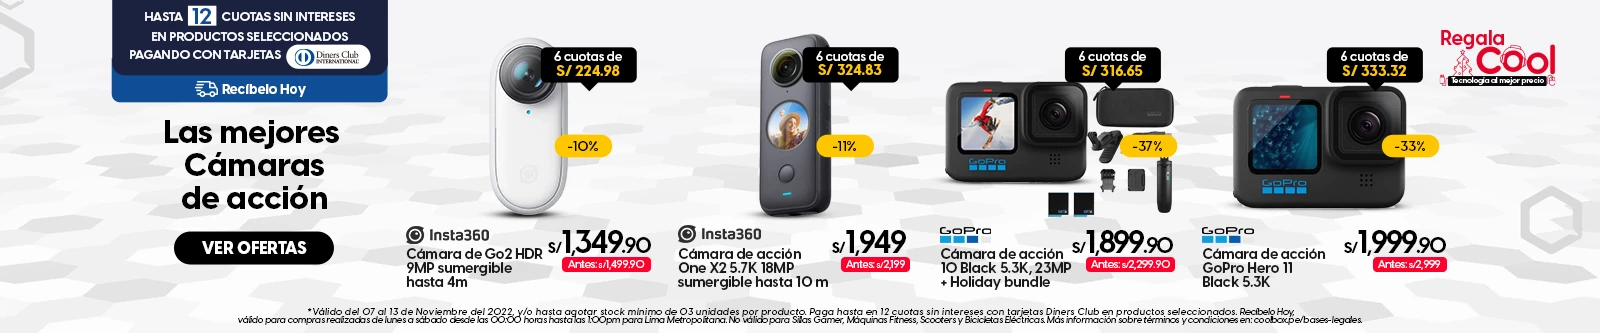 HASTA 12 CUOTAS SIN INTERESES
EN PRODUCTOS SELECCIONADOS
PAGANDO CON TARJETAS Diners Club
INTERNATIONAL
Recíbelo Hoy
Las mejores
Cámaras
de acción
VER OFERTAS
6 cuotas de
S/ 224.98
-10%
Insta360
Cámara de Go2 HDR
9MP sumergible
hasta 4m
S/1,349.90
Antes: s/1,499.90
6 cuotas de
S/ 324.83
-11%
Insta360
Cámara de acción
One X2 5.7K 18MP
sumergible hasta 10 m
S/1,949
Antes: s/2,199
6 cuotas de
S/ 316.65
-37%
GoPro
GoPro
Cámara de acción
10 Black 5.3K, 23MP
+ Holiday bundle
S/1,899.90
Antes: s/2,299.90
6 cuotas de
S/ 333.32
-33%
GoPro
GoPro
Cámara de acción
GoPro Hero 11
Black 5.3K
S/1,999.90
Antes: s/2,999
Regala
Cool
Tecnología al mejor precio
*Válido del 07 al 13 de Noviembre del 2022, y/o hasta agotar stock mínimo de 03 unidades por producto. Paga hasta en 12 cuotas sin intereses con tarjetas Diners Club en productos seleccionados. Recíbelo Hoy,
válido para compras realizadas de lunes a sábado desde las 00:00 horas hasta las 1:00pm para Lima Metropolitana. No válido para Sillas Gamer, Máquinas Fitness, Scooters y Bicicletas Eléctricas. Más información sobre términos y condiciones en: coolbox.pe/bases-legales.